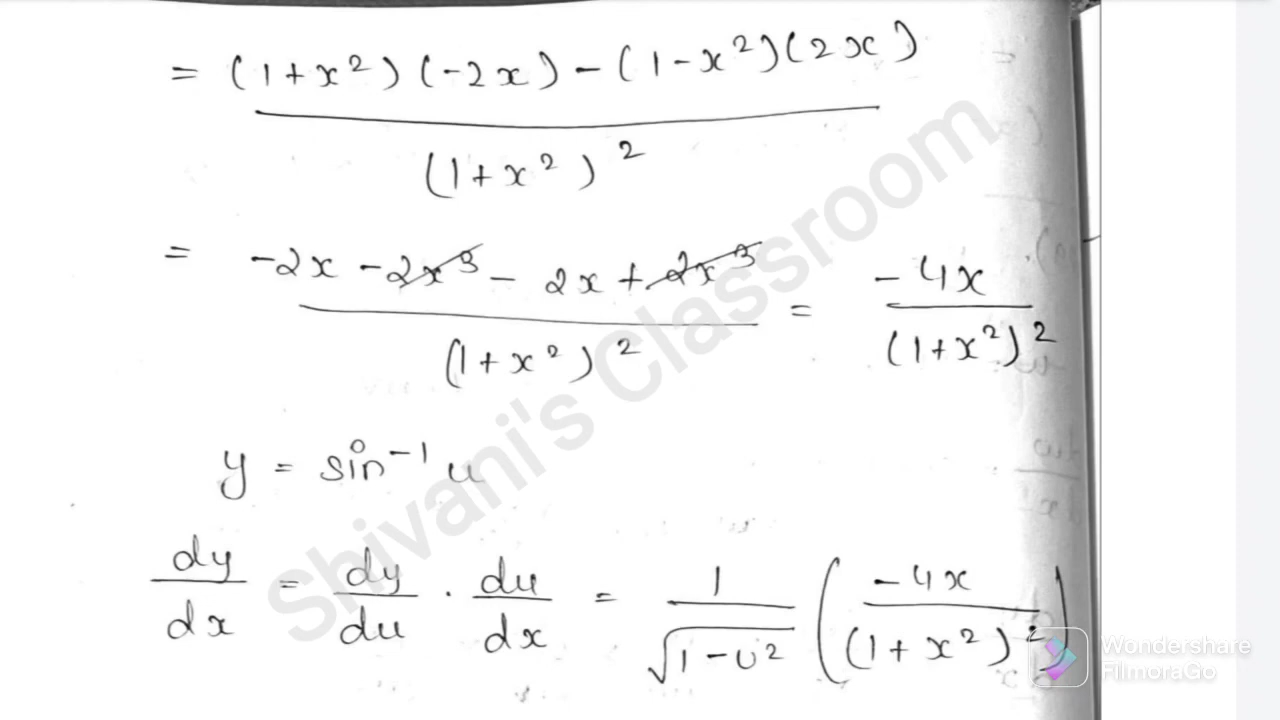 = (1+x²)(-2x) - (1-x²)(2x)
(1+x²)²
= -2x - 2x³ - 2x + 2x³ = -4x
(1+x²)² (1+x²)²
y = sin⁻¹ u
dy = dy . du = 1 ( -4x )
dx du dx √1-u² ( (1+x²)² )
Shivani's Classroom
Wondershare
FilmoraGo